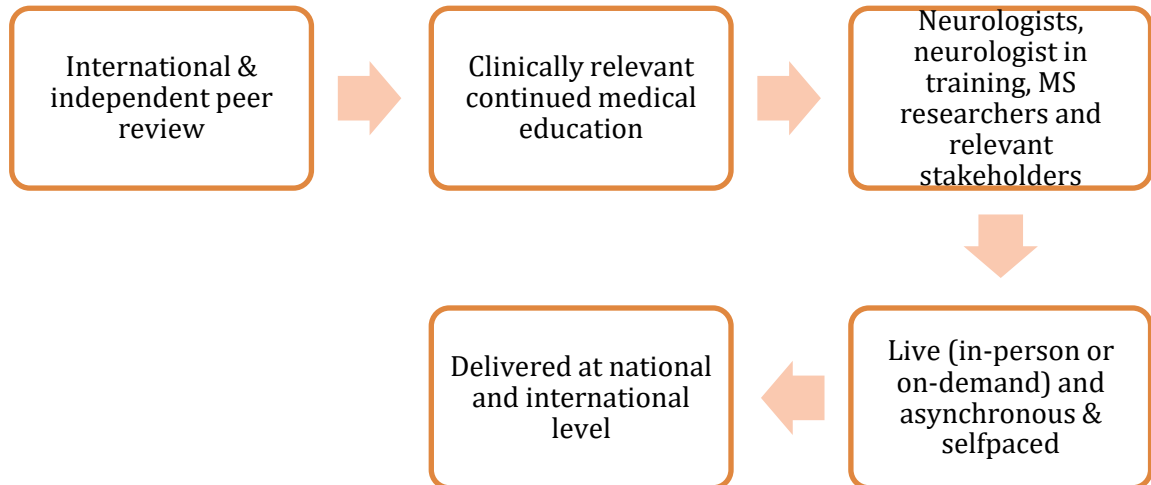 International &
independent peer
review
Clinically relevant
continued medical
education
Neurologists,
neurologist in
training, MS
researchers and
relevant
stakeholders
Live (in-person or
on-demand) and
asynchronous &
selfpaced
Delivered at national
and international
level